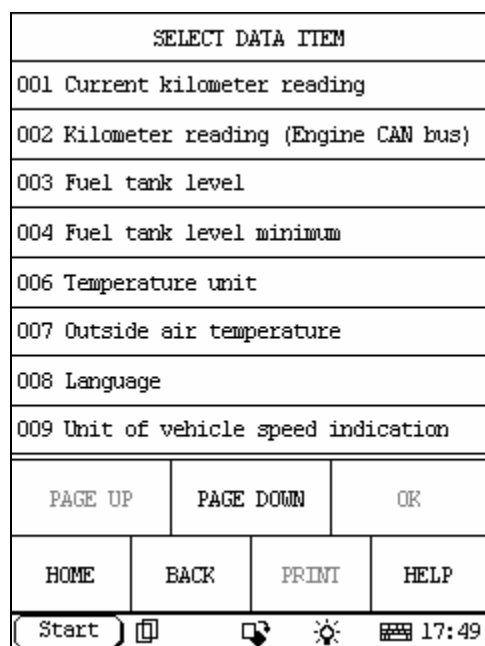 SELECT DATA ITEM
001 Current kilometer reading
002 Kilometer reading (Engine CAN bus)
003 Fuel tank level
004 Fuel tank level minimum
006 Temperature unit
007 Outside air temperature
008 Language
009 Unit of vehicle speed indication
PAGE UP PAGE DOWN OK
HOME BACK PRINT HELP
Start 17:49